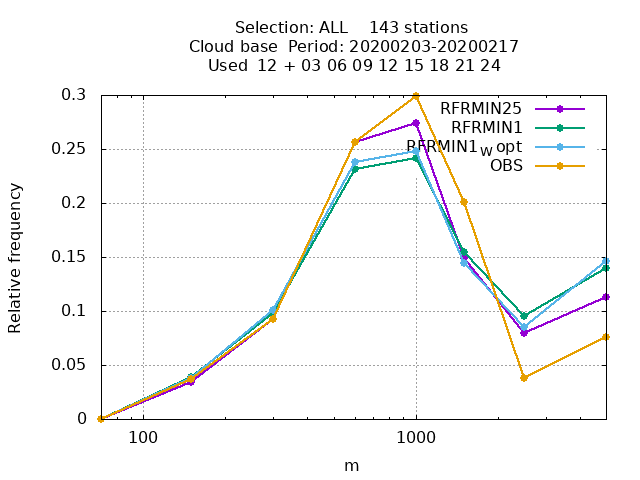 Selection: ALL    143 stations
Cloud base  Period: 20200203-20200217
Used  12 + 03 06 09 12 15 18 21 24
RFRMIN25
RFRMIN1
RFRMIN1w opt
OBS
Relative frequency
0.3
0.25
0.2
0.15
0.1
0.05
0
100
1000
m